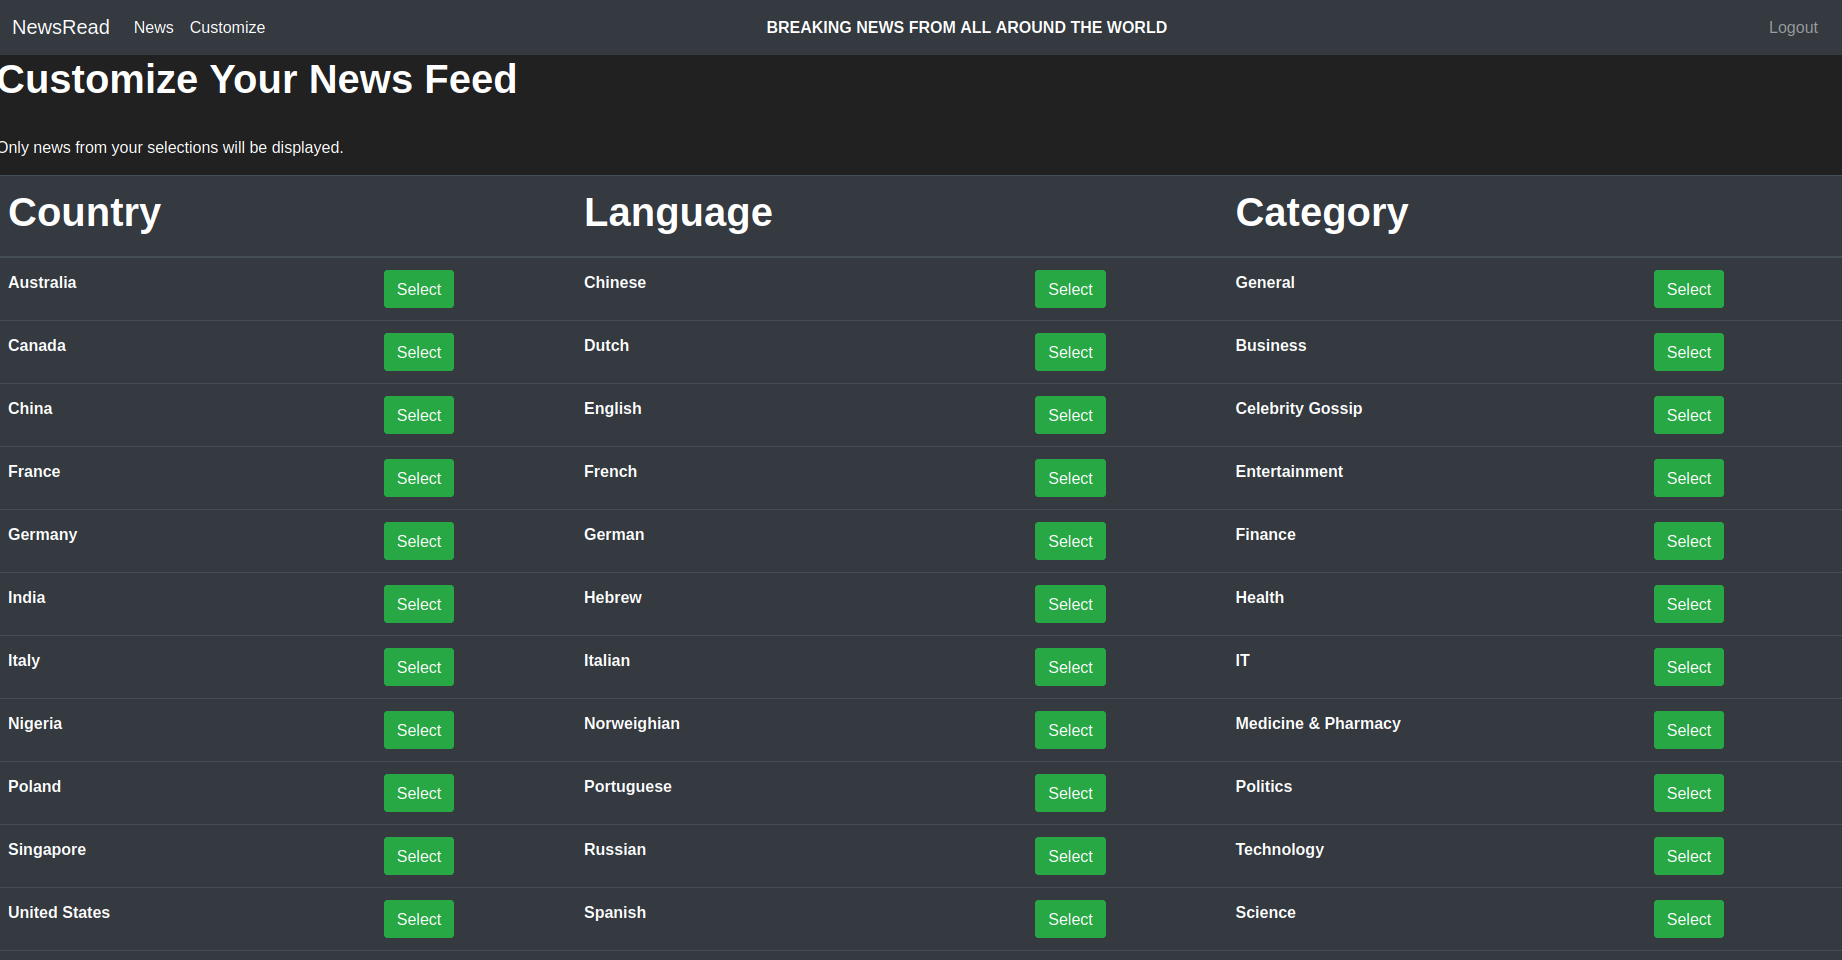 NewsRead News Customize BREAKING NEWS FROM ALL AROUND THE WORLD Logout
Customize Your News Feed
Only news from your selections will be displayed.
Country Language Category
Australia Select Chinese Select General Select
Canada Select Dutch Select Business Select
China Select English Select Celebrity Gossip Select
France Select French Select Entertainment Select
Germany Select German Select Finance Select
India Select Hebrew Select Health Select
Italy Select Italian Select IT Select
Nigeria Select Norweighian Select Medicine & Pharmacy Select
Poland Select Portuguese Select Politics Select
Singapore Select Russian Select Technology Select
United States Select Spanish Select Science Select